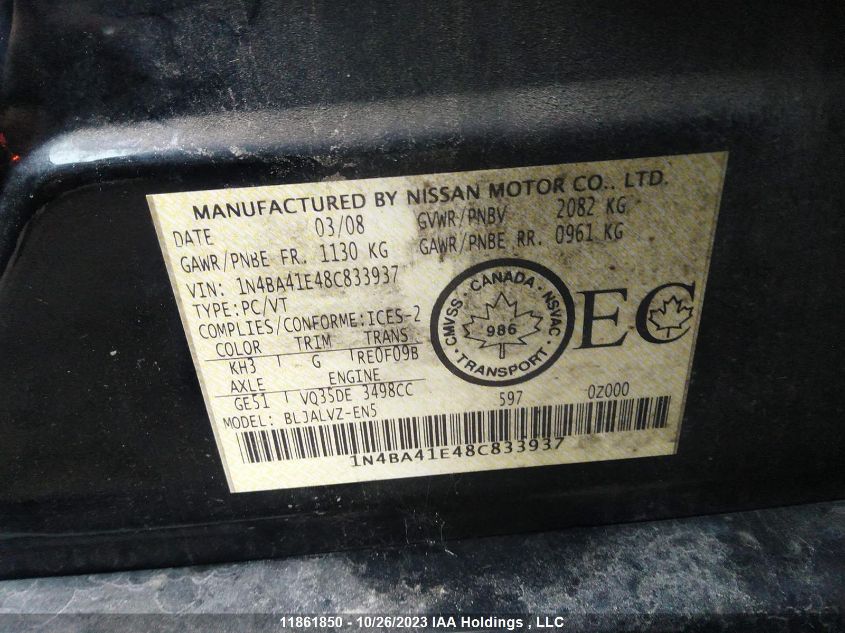 MANUFACTURED BY NISSAN MOTOR CO., LTD.
DATE 03/08 GVWR/PNBV 2082 KG
GAWR/PNBE FR. 1130 KG GAWR/PNBE RR. 0961 KG
VIN: 1N4BA41E48C833937
TYPE:PC/VT
COMPLIES/CONFORME:ICES-2
COLOR TRIM TRANS
KH3 G RE0F09B
AXLE ENGINE
GE51 VQ35DE 3498CC
MODEL: BLJALVZ-EN5
CMVSS · CANADA · NSVAC · TRANSPORT ·
986
EC
597 0Z000
1N4BA41E48C833937
11861850 - 10/26/2023 IAA Holdings , LLC